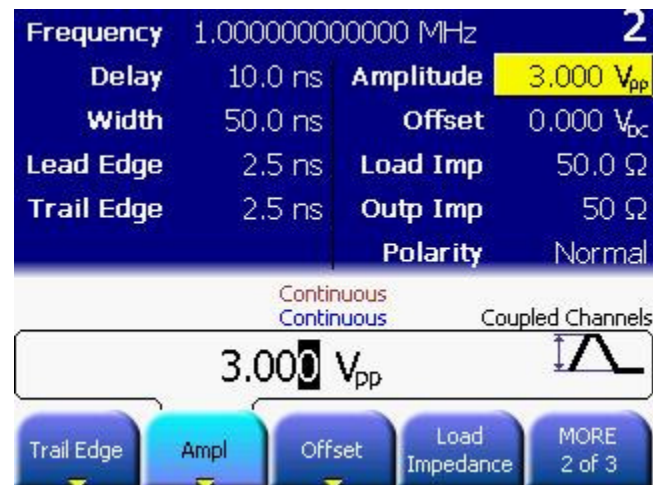 Frequency 1.000000000000 MHz 2
Delay 10.0 ns Amplitude 3.000 Vpp
Width 50.0 ns Offset 0.000 VDC
Lead Edge 2.5 ns Load Imp 50.0 Ω
Trail Edge 2.5 ns Outp Imp 50 Ω
Polarity Normal
Continuous
Continuous Coupled Channels
3.000 Vpp
Trail Edge Ampl Offset Load Impedance MORE 2 of 3